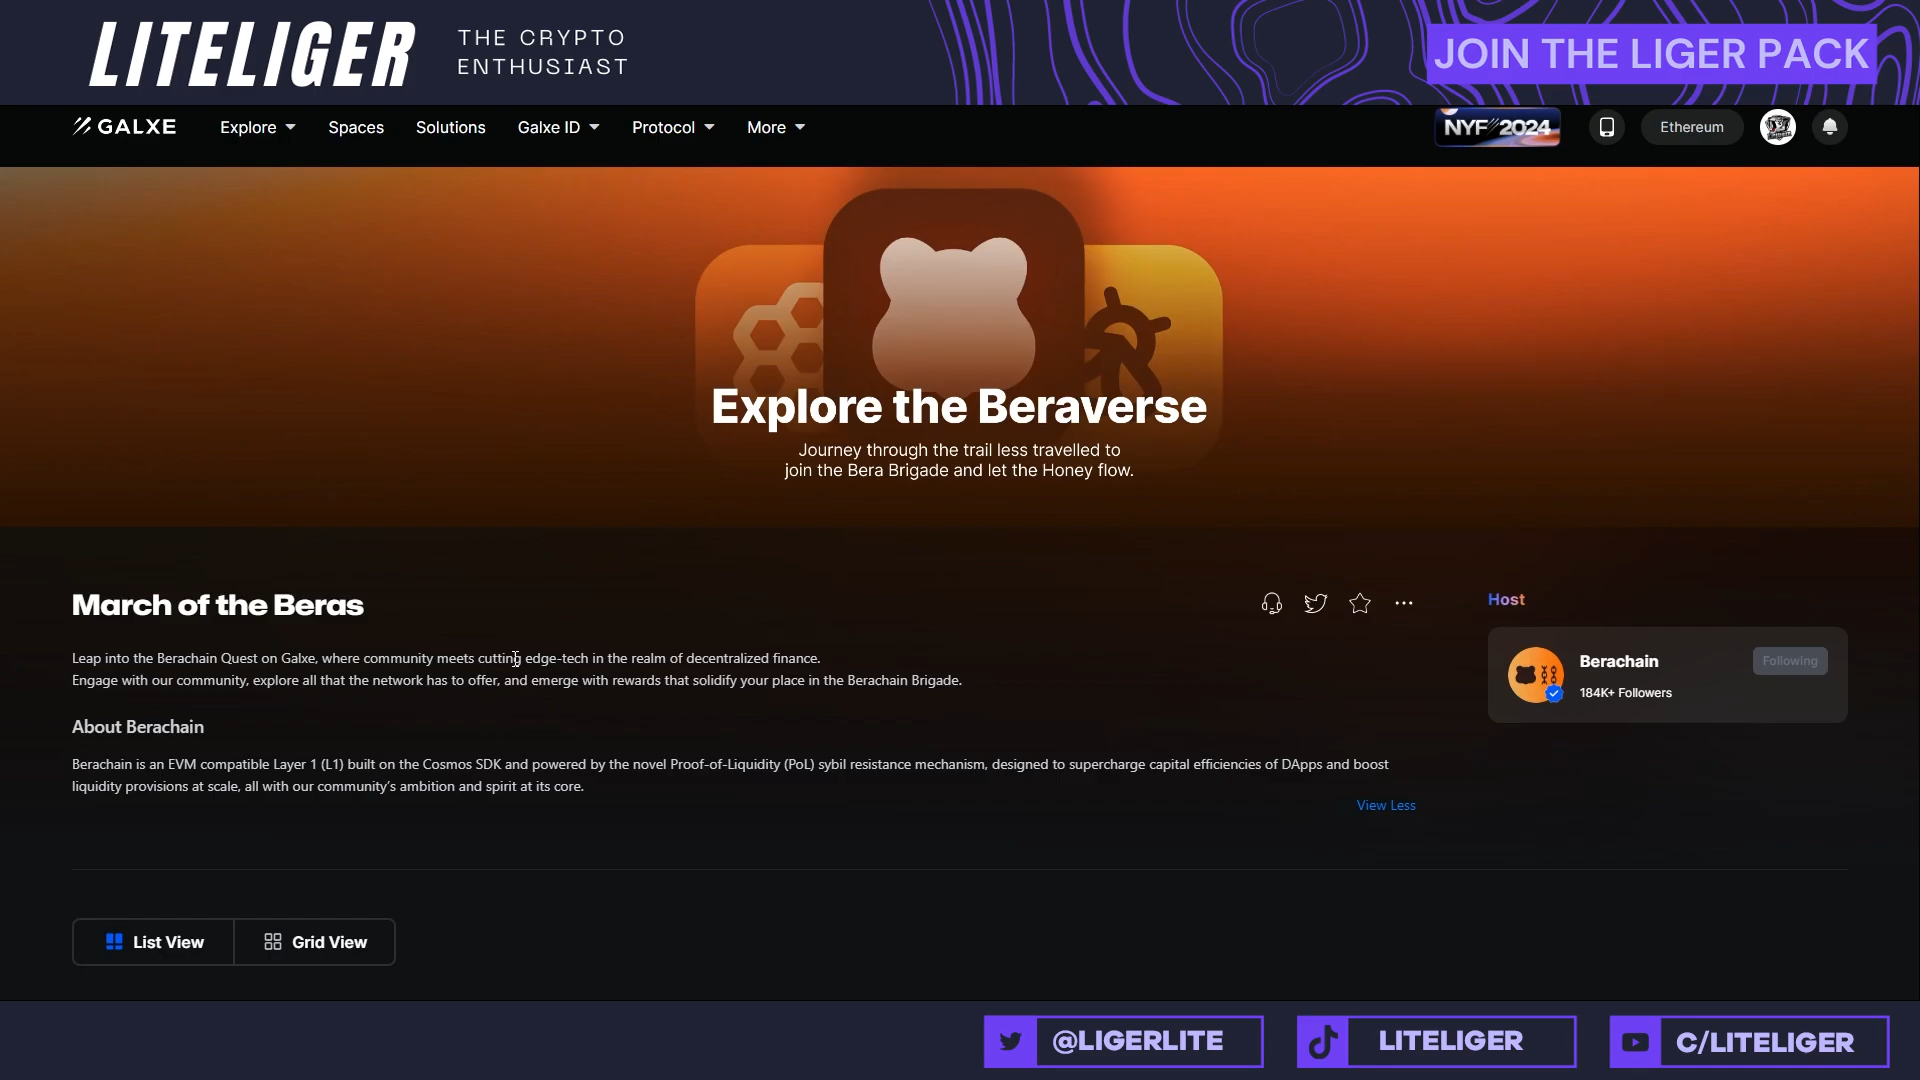 LITELIGER
THE CRYPTO
ENTHUSIAST
JOIN THE LIGER PACK
GALXE
Explore
Spaces
Solutions
Galxe ID
Protocol
More
NYF 2024
Ethereum
Explore the Beraverse
Journey through the trail less travelled to
join the Bera Brigade and let the Honey flow.
March of the Beras
Leap into the Berachain Quest on Galxe, where community meets cutting edge-tech in the realm of decentralized finance.
Engage with our community, explore all that the network has to offer, and emerge with rewards that solidify your place in the Berachain Brigade.
About Berachain
Berachain is an EVM compatible Layer 1 (L1) built on the Cosmos SDK and powered by the novel Proof-of-Liquidity (PoL) sybil resistance mechanism, designed to supercharge capital efficiencies of DApps and boost
liquidity provisions at scale, all with our community's ambition and spirit at its core.
View Less
Host
Berachain
Following
184K+ Followers
List View
Grid View
@LIGERLITE
LITELIGER
C/LITELIGER